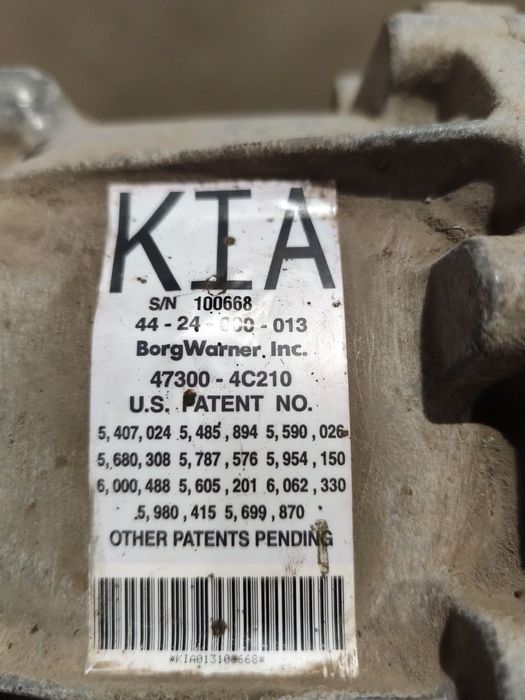 KIA
S/N 100668
44 - 24 - 000 - 013
BorgWarner, Inc.
47300 - 4C210
U.S. PATENT NO.
5,407,024 5,485,894 5,590,026
5,680,308 5,787,576 5,954,150
6,000,488 5,605,201 6,062,330
5,980,415 5,699,870
OTHER PATENTS PENDING
*KIA013100668*